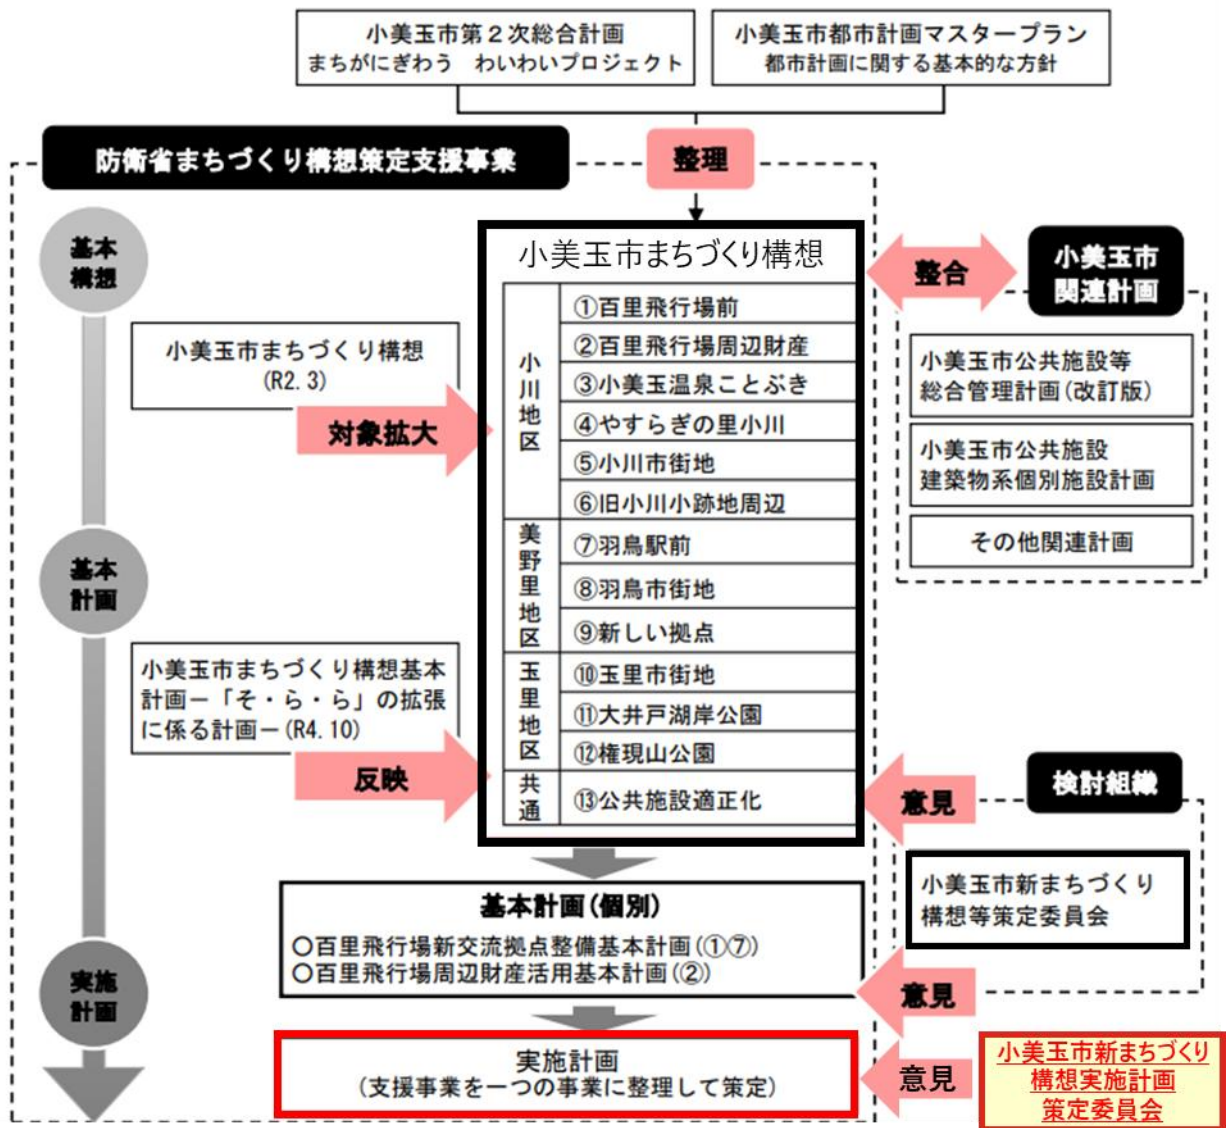 小美玉市第2次総合計画
まちがにぎわう わいわいプロジェクト
小美玉市都市計画マスタープラン
都市計画に関する基本的な方針
防衛省まちづくり構想策定支援事業
整理
基本
構想
小美玉市まちづくり構想
(R2.3)
対象拡大
小美玉市まちづくり構想
小川地区
①百里飛行場前
②百里飛行場周辺財産
③小美玉温泉ことぶき
④やすらぎの里小川
⑤小川市街地
⑥旧小川小跡地周辺
美野里地区
⑦羽鳥駅前
⑧羽鳥市街地
⑨新しい拠点
玉里地区
⑩玉里市街地
⑪大井戸湖岸公園
⑫権現山公園
共通
⑬公共施設適正化
整合
小美玉市
関連計画
小美玉市公共施設等
総合管理計画(改訂版)
小美玉市公共施設
建築物系個別施設計画
その他関連計画
基本
計画
小美玉市まちづくり構想基本
計画－「そ・ら・ら」の拡張
に係る計画－(R4.10)
反映
意見
検討組織
小美玉市新まちづくり
構想等策定委員会
基本計画(個別)
○百里飛行場新交流拠点整備基本計画(①⑦)
○百里飛行場周辺財産活用基本計画(②)
意見
実施
計画
実施計画
(支援事業を一つの事業に整理して策定)
意見
小美玉市新まちづくり
構想実施計画
策定委員会